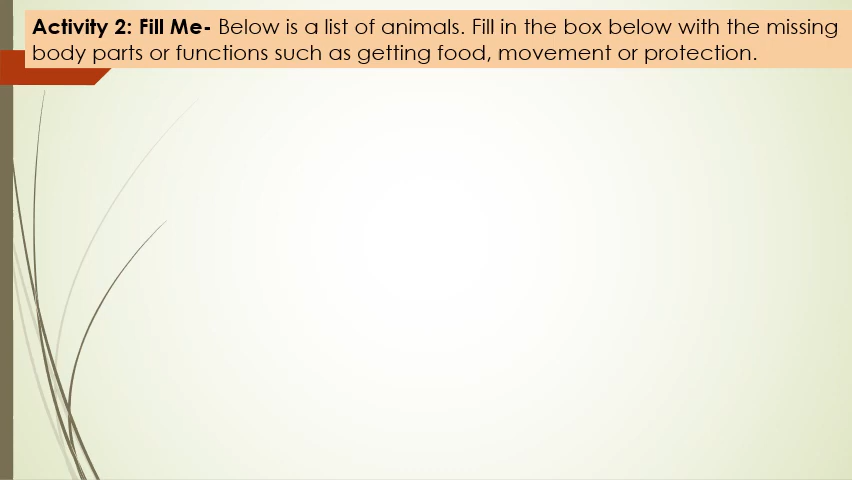 Activity 2: Fill Me- Below is a list of animals. Fill in the box below with the missing
body parts or functions such as getting food, movement or protection.